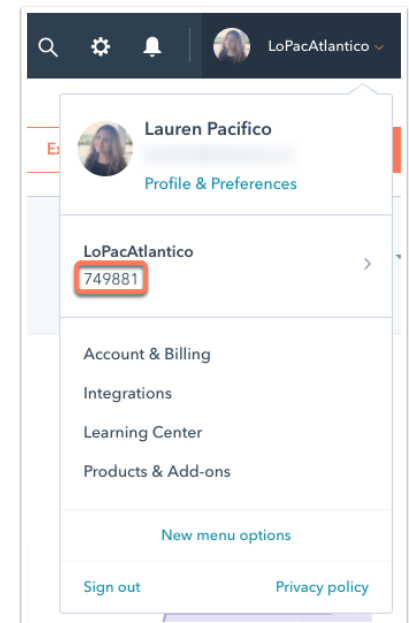 LoPacAtlantico
Lauren Pacifico
Profile & Preferences
LoPacAtlantico
749881
Account & Billing
Integrations
Learning Center
Products & Add-ons
New menu options
Sign out
Privacy policy